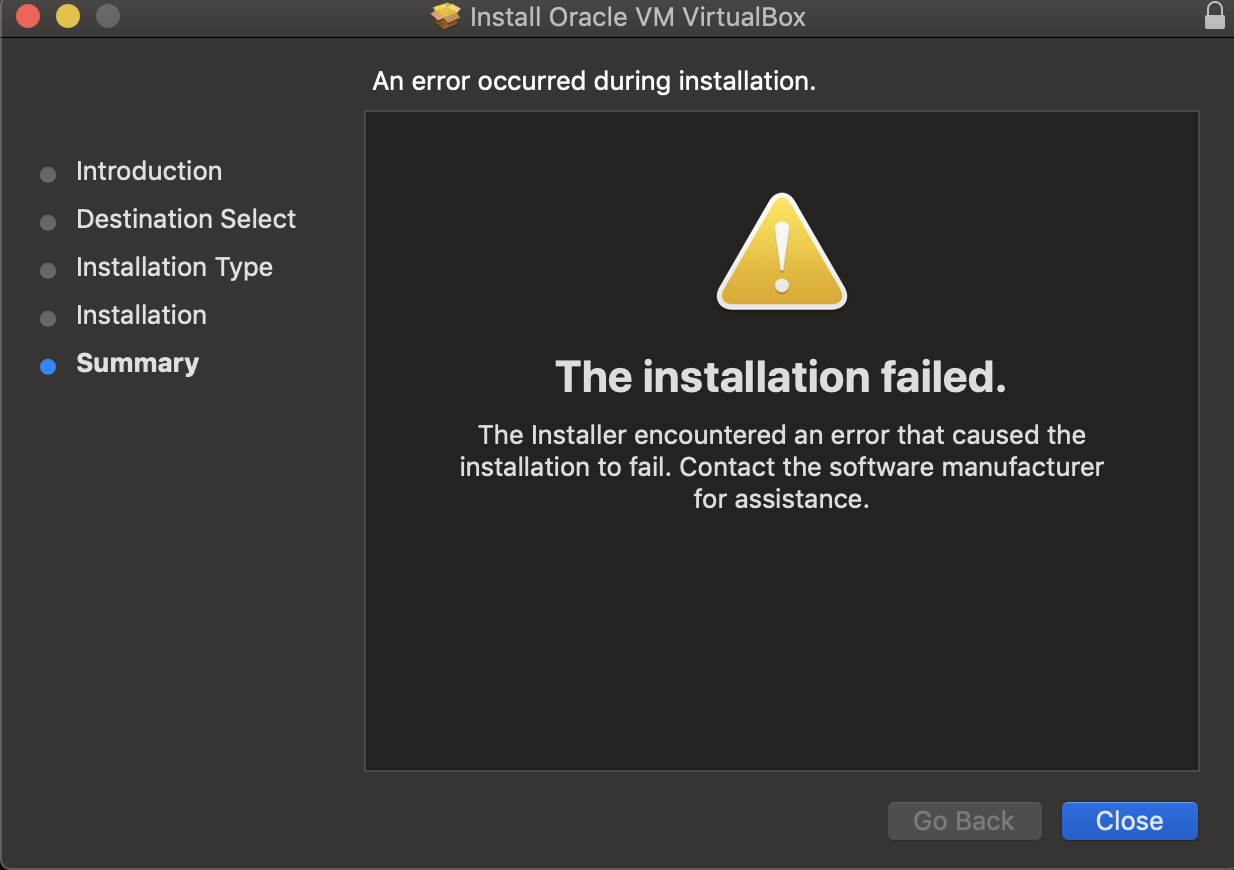 Install Oracle VM VirtualBox
An error occurred during installation.
Introduction
Destination Select
Installation Type
Installation
Summary
The installation failed.
The Installer encountered an error that caused the
installation to fail. Contact the software manufacturer
for assistance.
Go Back
Close